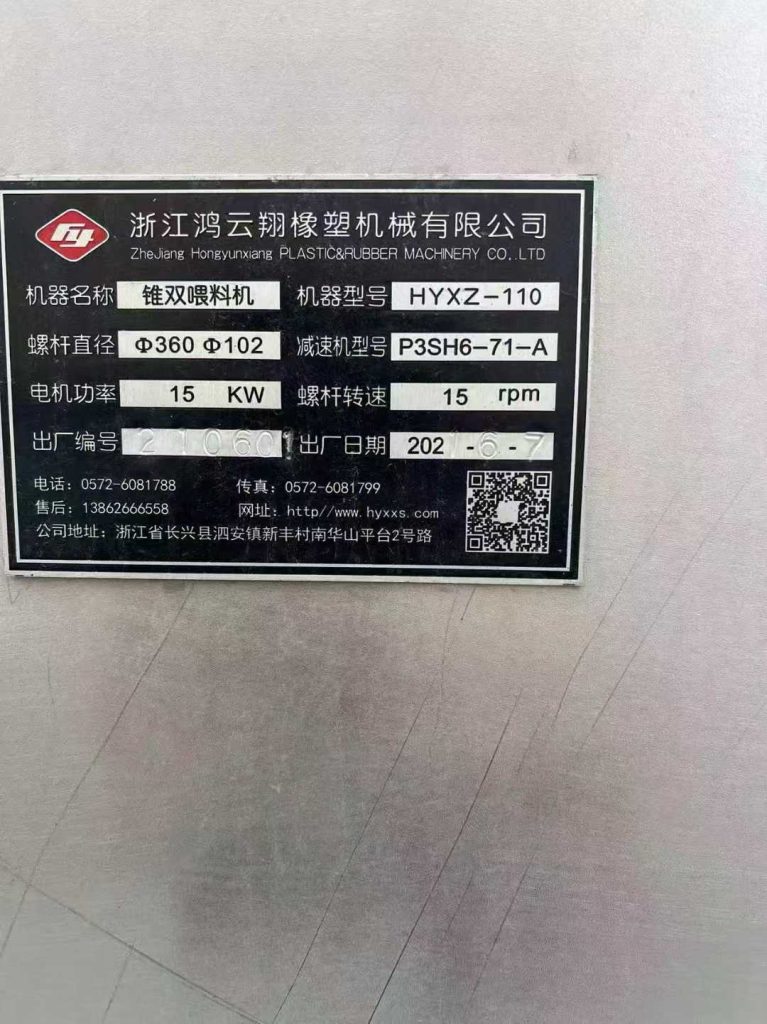 浙江鸿云翔橡塑机械有限公司
ZheJiang Hongyunxiang PLASTIC&RUBBER MACHINERY CO,.LTD
机器名称 锥双喂料机 机器型号 HYXZ-110
螺杆直径 Φ360 Φ102 减速机型号 P3SH6-71-A
电机功率 15 KW 螺杆转速 15 rpm
出厂编号 210601 出厂日期 2021-6-7
电话：0572-6081788 传真：0572-6081799
售后：13862666558 网址：http//www.hyxxs.com
公司地址：浙江省长兴县泗安镇新丰村南华山平台2号路